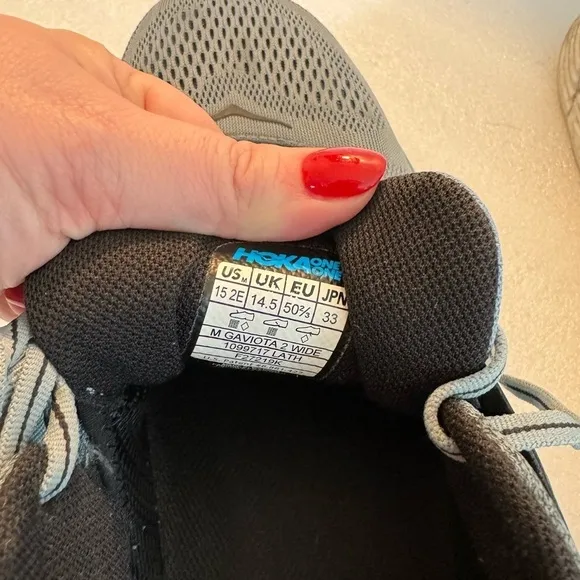 HOKA ONE ONE
US M UK EU JPN
15 2E 14.5 50⅔ 33
M GAVIOTA 2 WIDE
1099717 LATH
F27219K